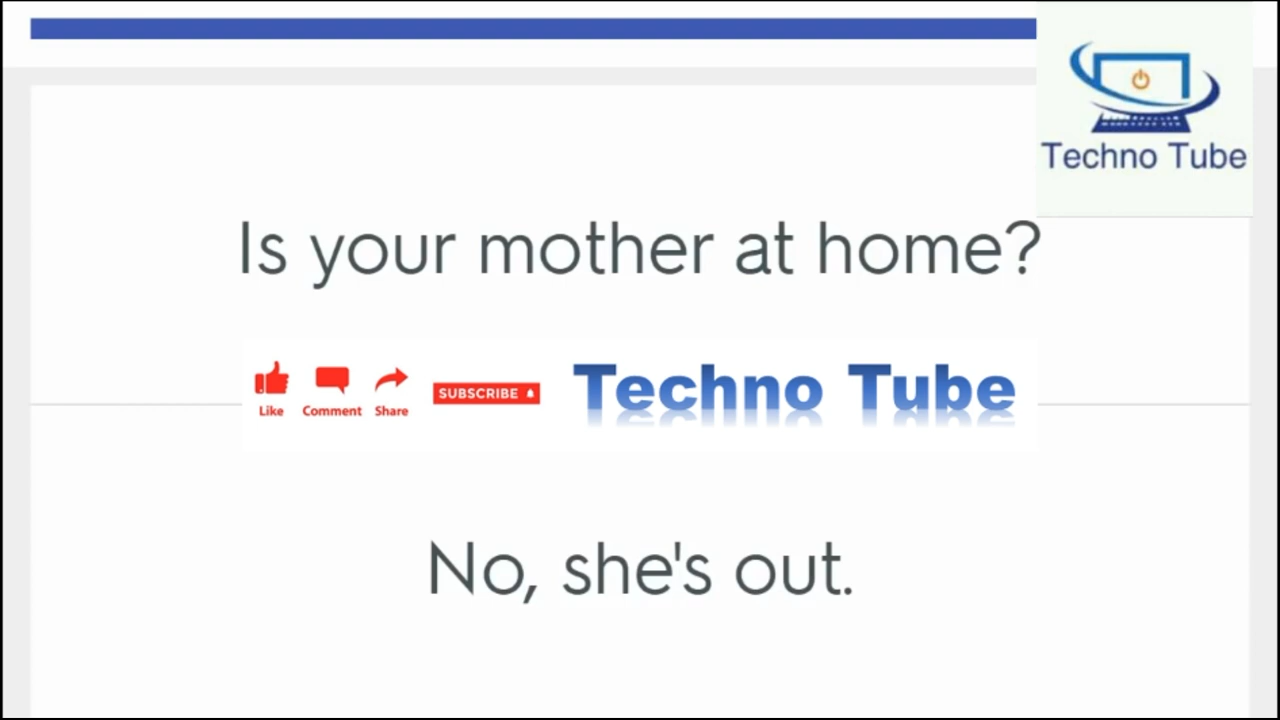 Techno Tube
Is your mother at home?
Like Comment Share SUBSCRIBE Techno Tube
No, she's out.